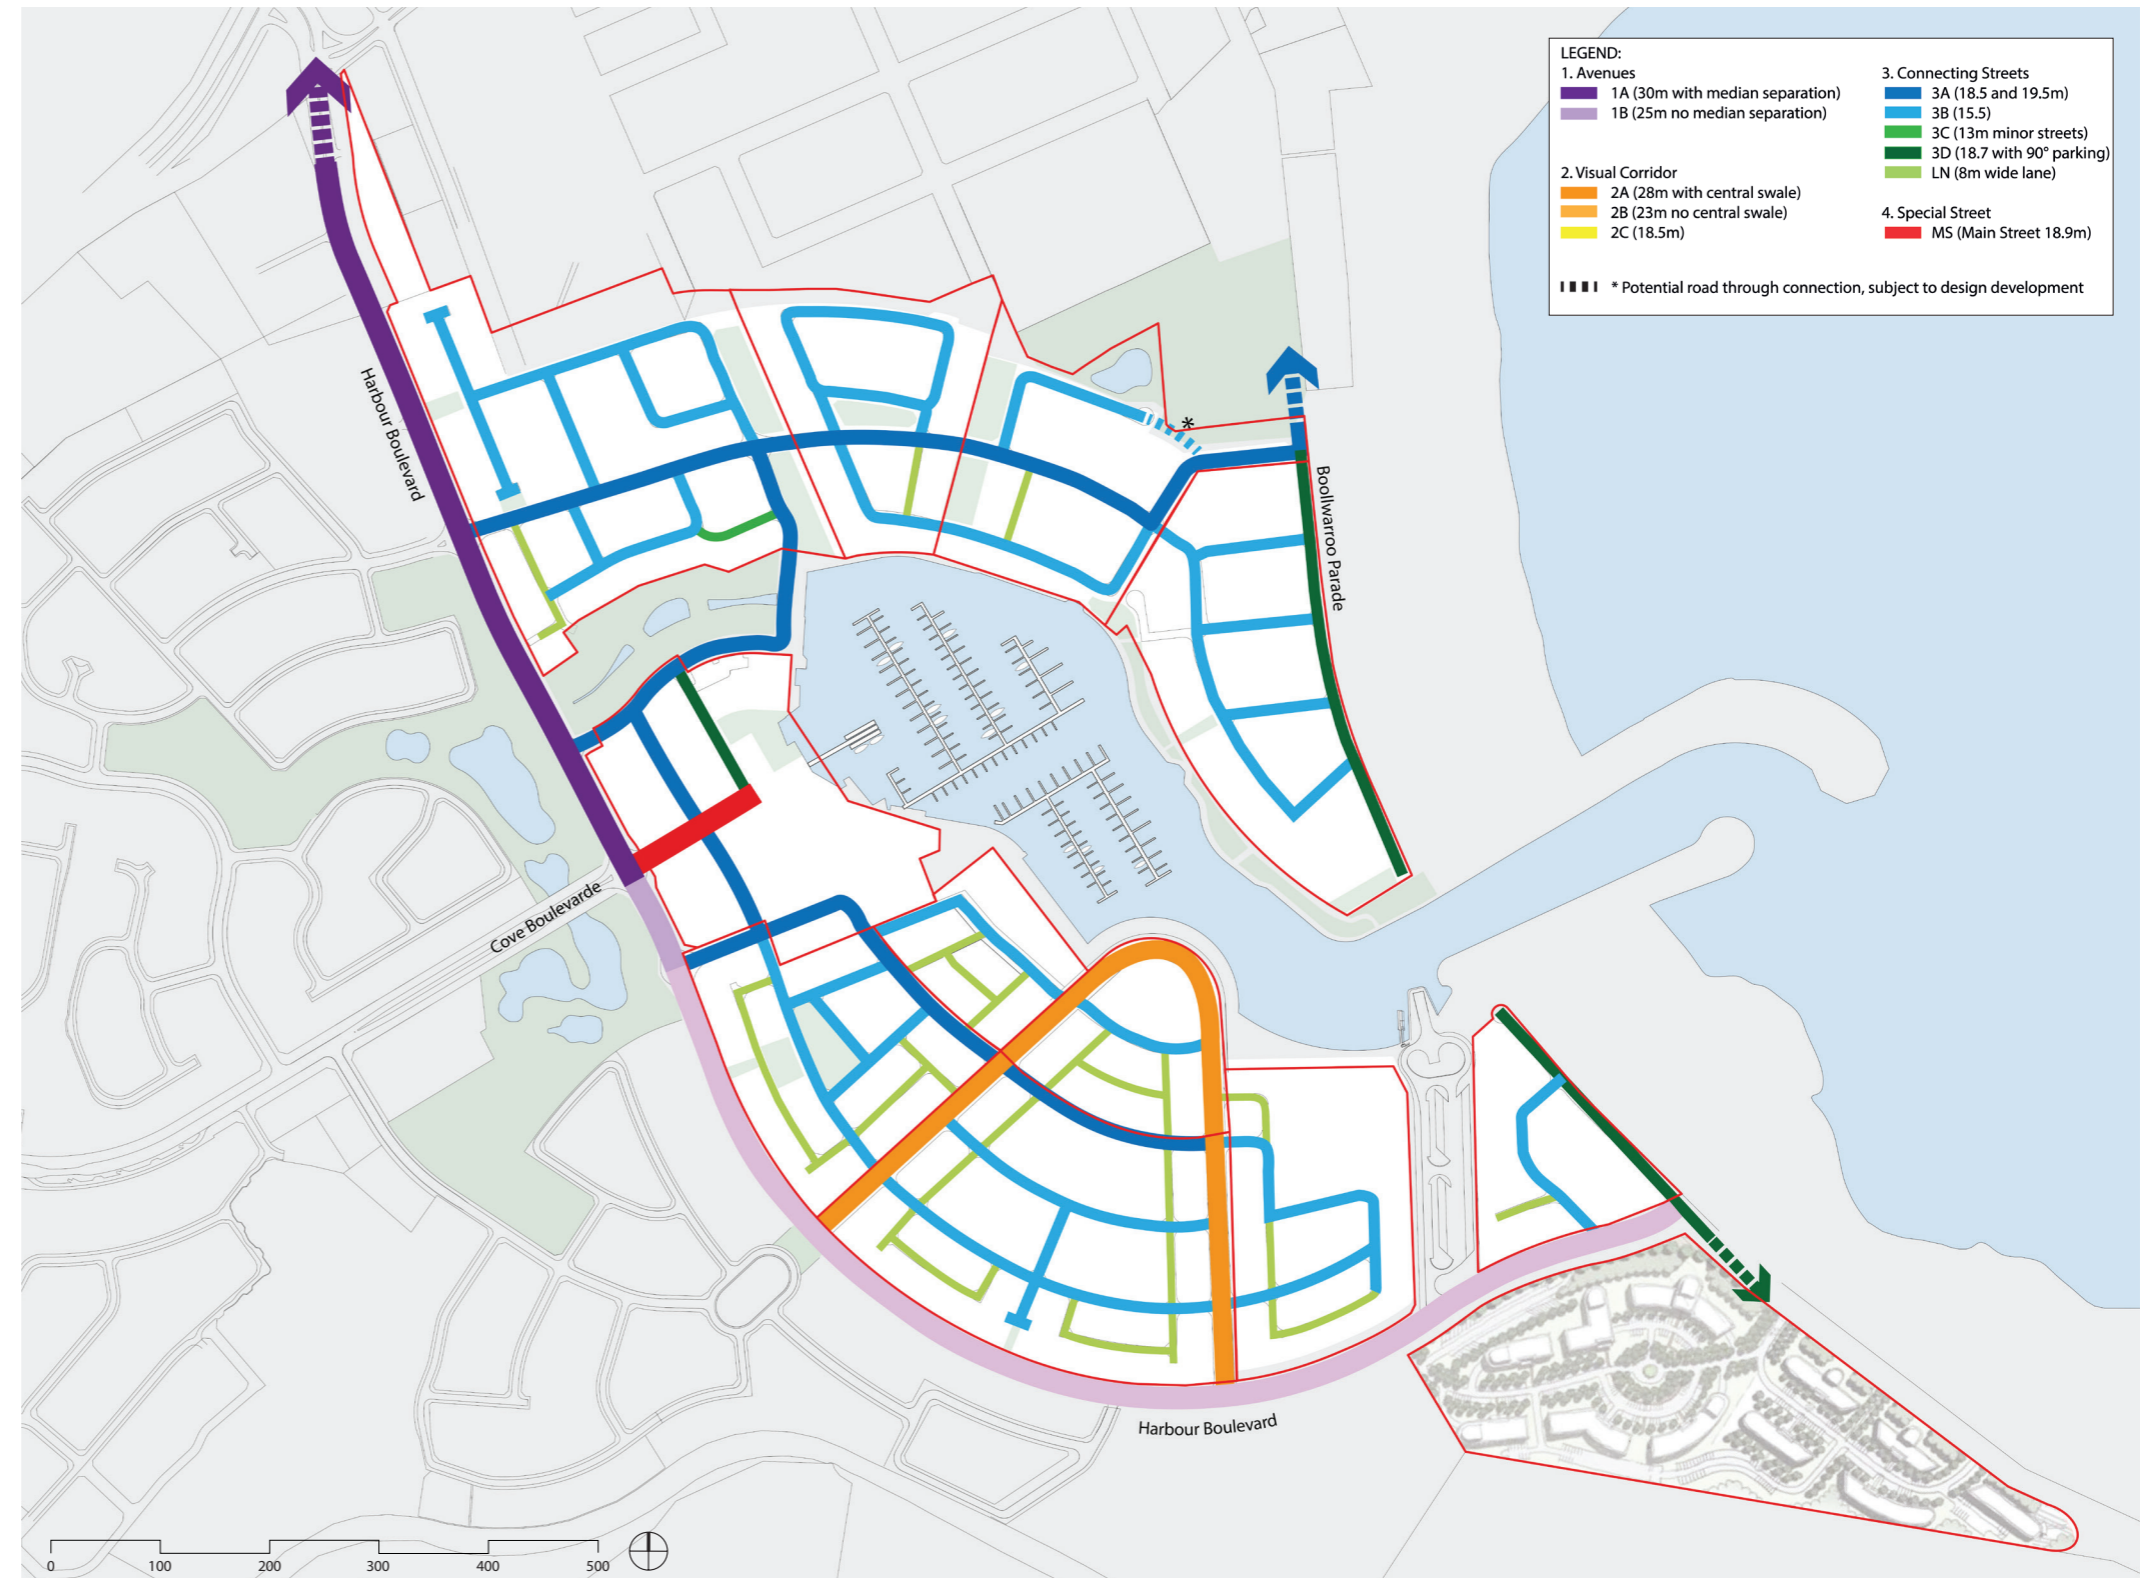 LEGEND:
1. Avenues
1A (30m with median separation)
1B (25m no median separation)
2. Visual Corridor
2A (28m with central swale)
2B (23m no central swale)
2C (18.5m)
3. Connecting Streets
3A (18.5 and 19.5m)
3B (15.5)
3C (13m minor streets)
3D (18.7 with 90° parking)
LN (8m wide lane)
4. Special Street
MS (Main Street 18.9m)
* Potential road through connection, subject to design development
Harbour Boulevard
*
Boollwaroo Parade
Cove Boulevarde
Harbour Boulevard
0 100 200 300 400 500